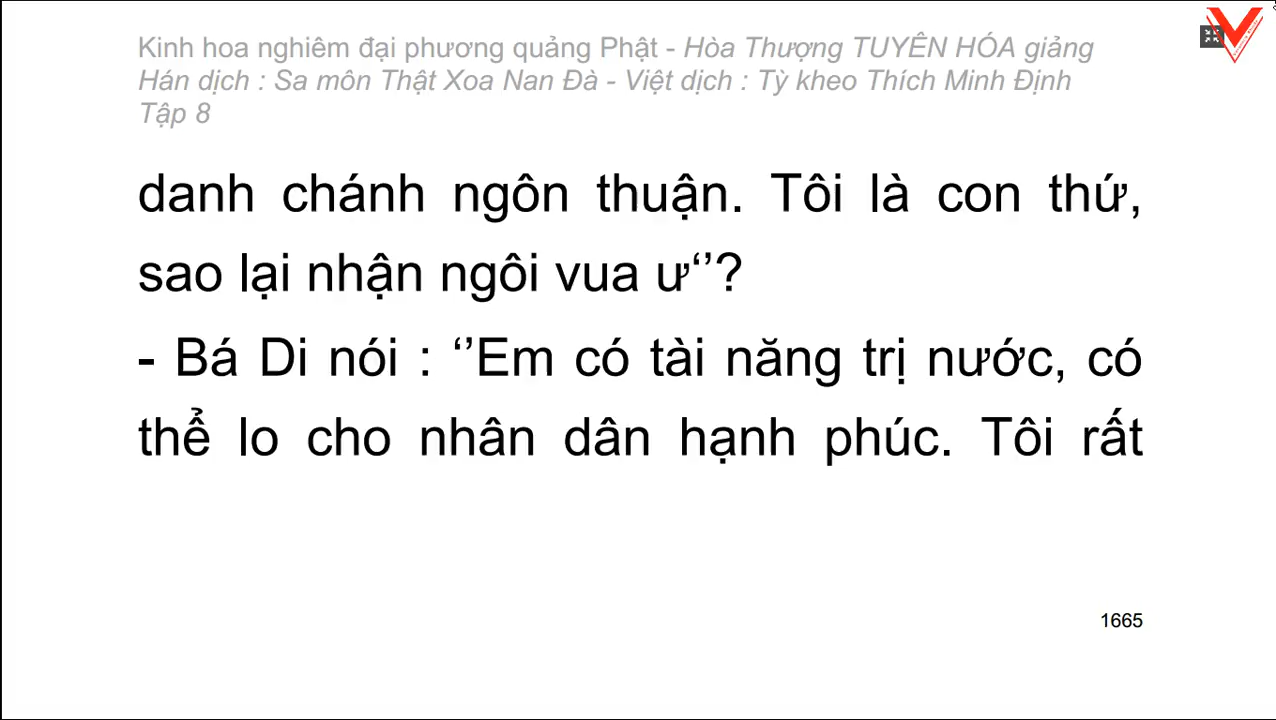 Kinh hoa nghiêm đại phương quảng Phật - Hòa Thượng TUYÊN HÓA giảng
Hán dịch : Sa môn Thật Xoa Nan Đà - Việt dịch : Tỳ kheo Thích Minh Định
Tập 8
danh chánh ngôn thuận. Tôi là con thứ,
sao lại nhận ngôi vua ư‘’?
- Bá Di nói : ‘’Em có tài năng trị nước, có
thể lo cho nhân dân hạnh phúc. Tôi rất
1665